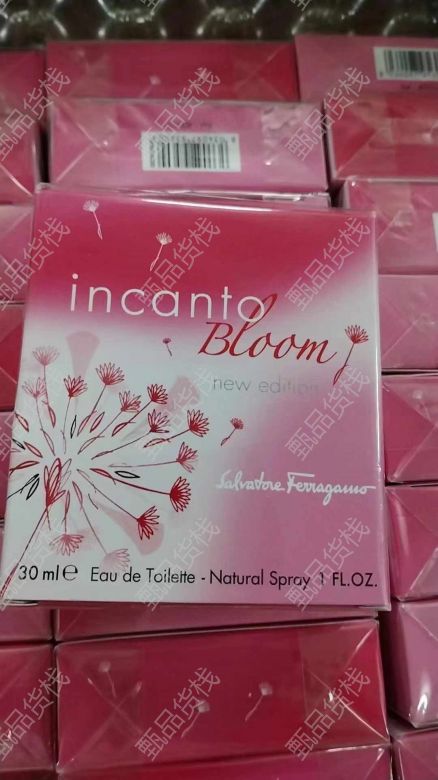 incanto
Bloom
new edition
Salvatore Ferragamo
30 ml e Eau de Toilette - Natural Spray 1 FL.OZ.
甄品货栈